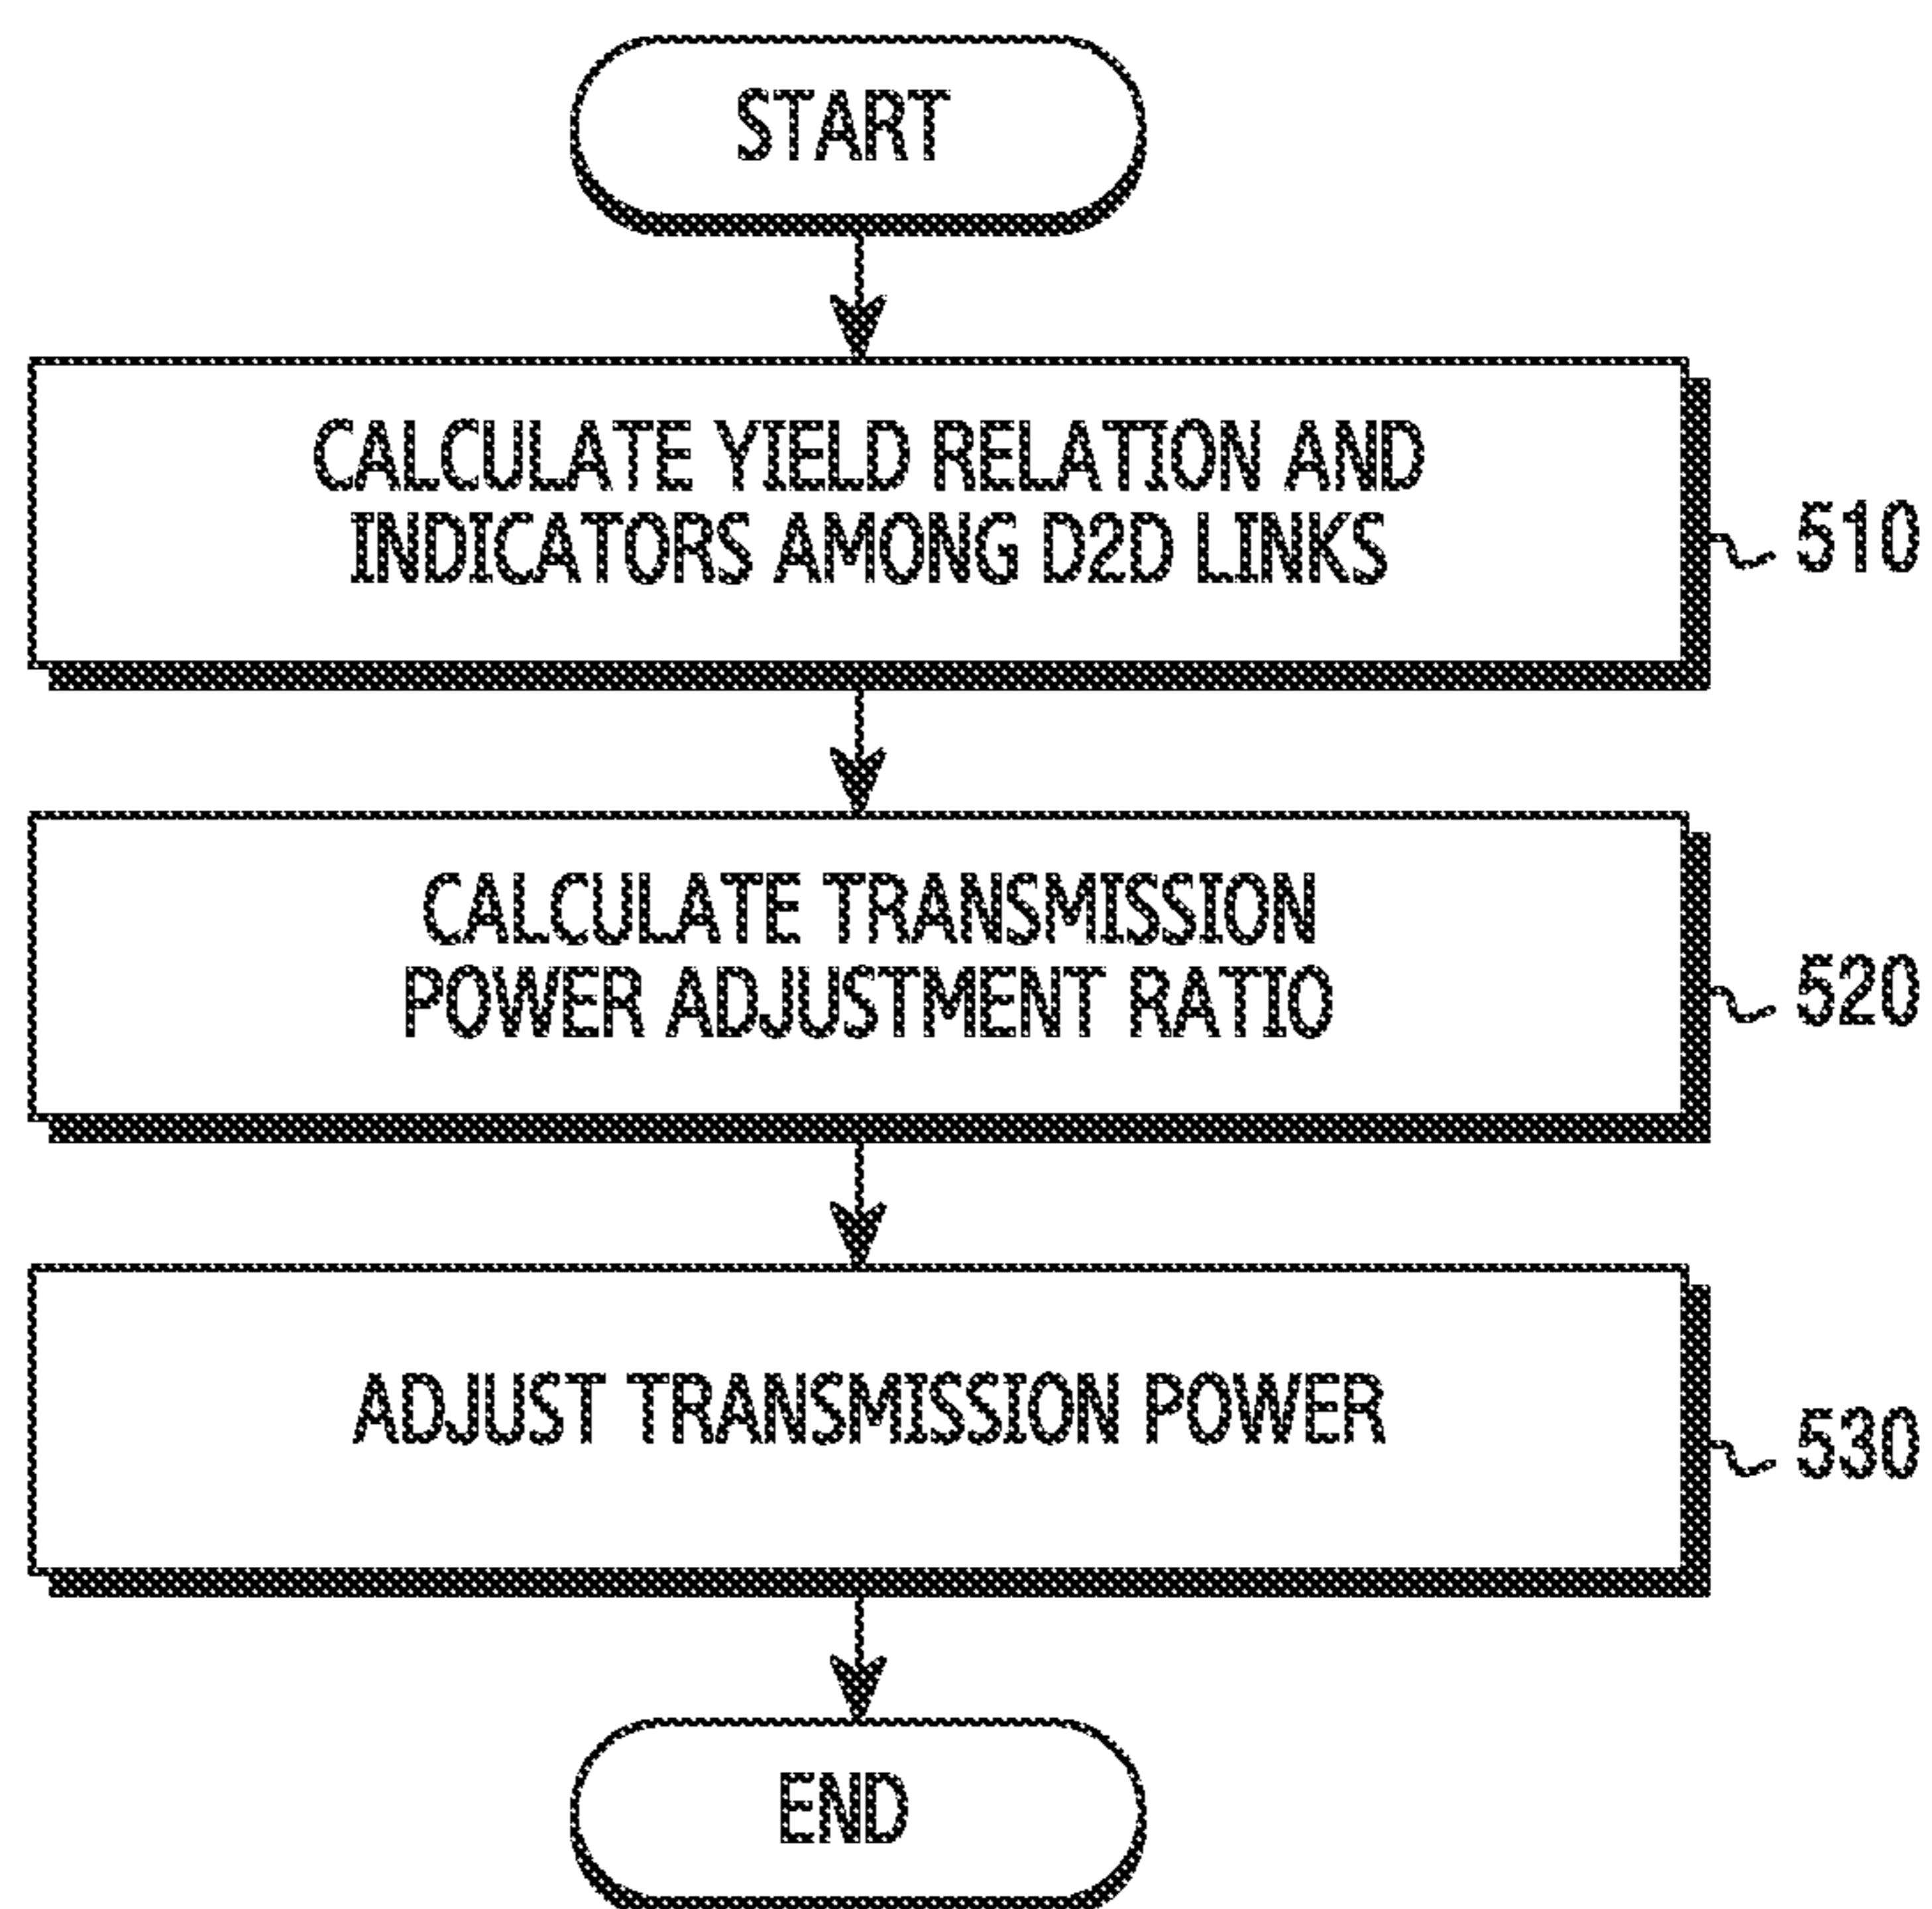 START
CALCULATE YIELD RELATION AND
INDICATORS AMONG D2D LINKS
510
CALCULATE TRANSMISSION
POWER ADJUSTMENT RATIO
520
ADJUST TRANSMISSION POWER
530
END